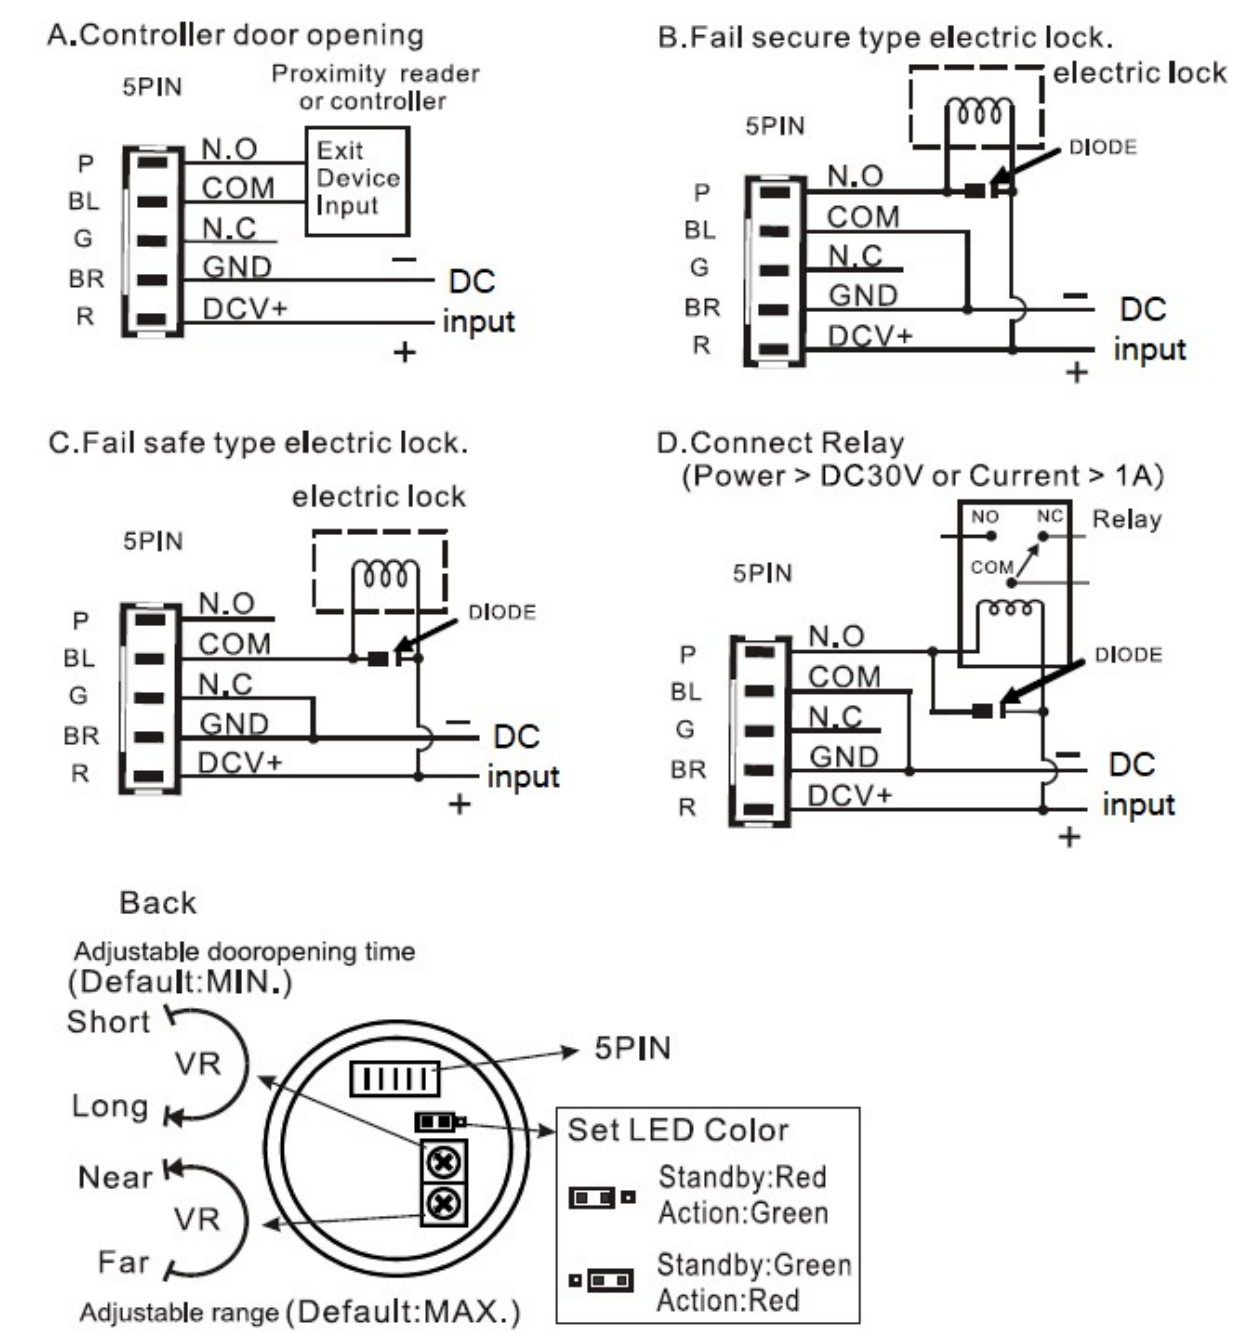 A.Controller door opening
5PIN
Proximity reader
or controller
P
BL
G
BR
R
N.O
COM
N.C
GND
DCV+
Exit
Device
Input
−
DC
input
+
B.Fail secure type electric lock.
electric lock
5PIN
DIODE
P
BL
G
BR
R
N.O
COM
N.C
GND
DCV+
−
DC
input
+
C.Fail safe type electric lock.
electric lock
5PIN
DIODE
P
BL
G
BR
R
N.O
COM
N.C
GND
DCV+
−
DC
input
+
D.Connect Relay
(Power > DC30V or Current > 1A)
NO
NC
Relay
COM
5PIN
DIODE
P
BL
G
BR
R
N.O
COM
N.C
GND
DCV+
−
DC
input
+
Back
Adjustable dooropening time
(Default:MIN.)
Short
VR
Long
Near
VR
Far
Adjustable range (Default:MAX.)
5PIN
Set LED Color
Standby:Red
Action:Green
Standby:Green
Action:Red